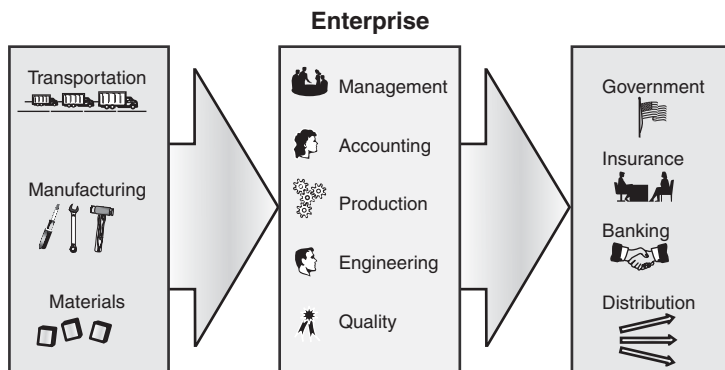 Enterprise
Transportation
Manufacturing
Materials
Management
Accounting
Production
Engineering
Quality
Government
Insurance
Banking
Distribution